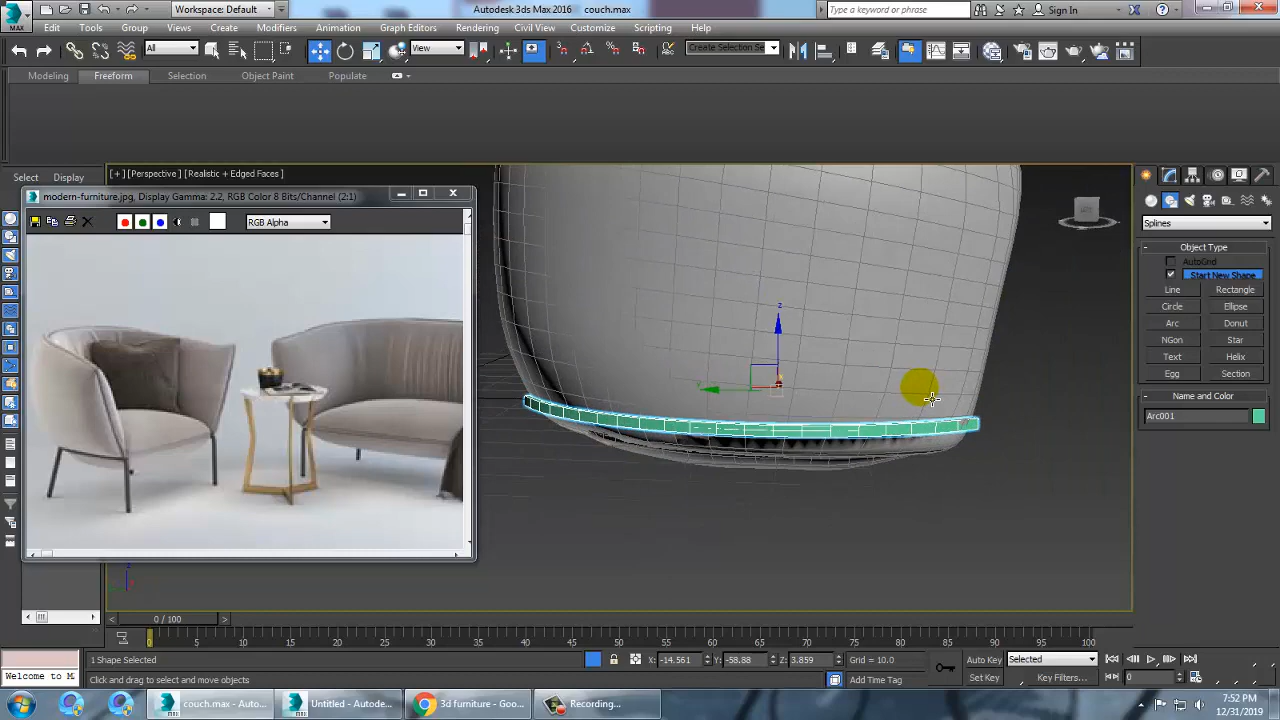 MAX
Workspace: Default
Autodesk 3ds Max 2016
couch.max
Type a keyword or phrase
Sign In
Edit Tools Group Views Create Modifiers Animation Graph Editors Rendering Civil View Customize Scripting Help
All
View
Create Selection Se
Modeling Freeform Selection Object Paint Populate
Select Display
[+] [Perspective ] [Realistic + Edged Faces ]
modern-furniture.jpg, Display Gamma: 2.2, RGB Color 8 Bits/Channel (2:1)
RGB Alpha
Splines
Object Type
AutoGrid
Start New Shape
Line Rectangle
Circle Ellipse
Arc Donut
NGon Star
Text Helix
Egg Section
Name and Color
Arc001
z
0 / 100
0 5 10 15 20 25 30 35 40 45 50 55 60 65 70 75 80 85 90 95 100
1 Shape Selected
X: -14.561 Y: -58.88 Z: 3.859 Grid = 10.0
Auto Key Selected
Welcome to M
Click and drag to select and move objects
Add Time Tag
Set Key Key Filters...
0
couch.max - Auto...
Untitled - Autode...
3d furniture - Goo...
Recording...
7:52 PM
12/31/2019